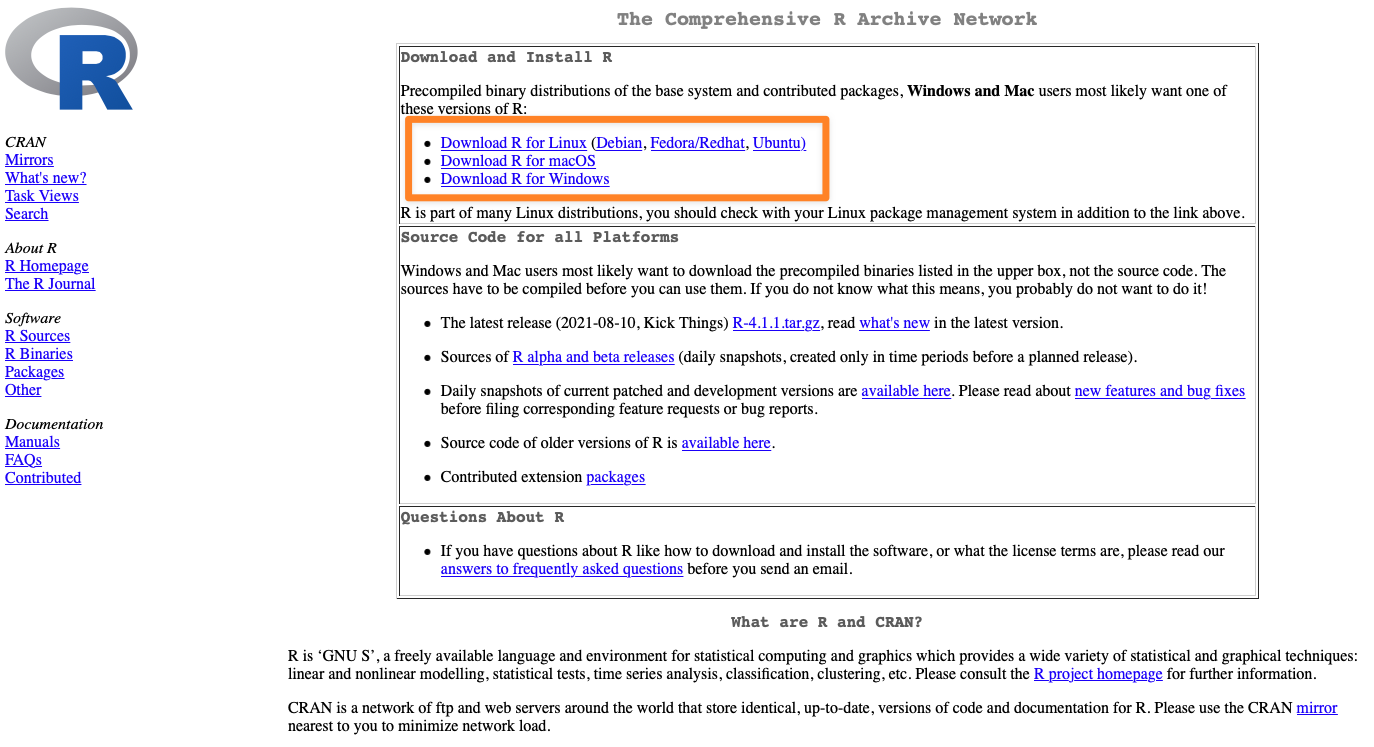 R
CRAN
Mirrors
What's new?
Task Views
Search
About R
R Homepage
The R Journal
Software
R Sources
R Binaries
Packages
Other
Documentation
Manuals
FAQs
Contributed
The Comprehensive R Archive Network
Download and Install R
Precompiled binary distributions of the base system and contributed packages, Windows and Mac users most likely want one of
these versions of R:
• Download R for Linux (Debian, Fedora/Redhat, Ubuntu)
• Download R for macOS
• Download R for Windows
R is part of many Linux distributions, you should check with your Linux package management system in addition to the link above.
Source Code for all Platforms
Windows and Mac users most likely want to download the precompiled binaries listed in the upper box, not the source code. The
sources have to be compiled before you can use them. If you do not know what this means, you probably do not want to do it!
• The latest release (2021-08-10, Kick Things) R-4.1.1.tar.gz, read what's new in the latest version.
• Sources of R alpha and beta releases (daily snapshots, created only in time periods before a planned release).
• Daily snapshots of current patched and development versions are available here. Please read about new features and bug fixes
before filing corresponding feature requests or bug reports.
• Source code of older versions of R is available here.
• Contributed extension packages
Questions About R
• If you have questions about R like how to download and install the software, or what the license terms are, please read our
answers to frequently asked questions before you send an email.
What are R and CRAN?
R is ‘GNU S’, a freely available language and environment for statistical computing and graphics which provides a wide variety of statistical and graphical techniques:
linear and nonlinear modelling, statistical tests, time series analysis, classification, clustering, etc. Please consult the R project homepage for further information.
CRAN is a network of ftp and web servers around the world that store identical, up-to-date, versions of code and documentation for R. Please use the CRAN mirror
nearest to you to minimize network load.